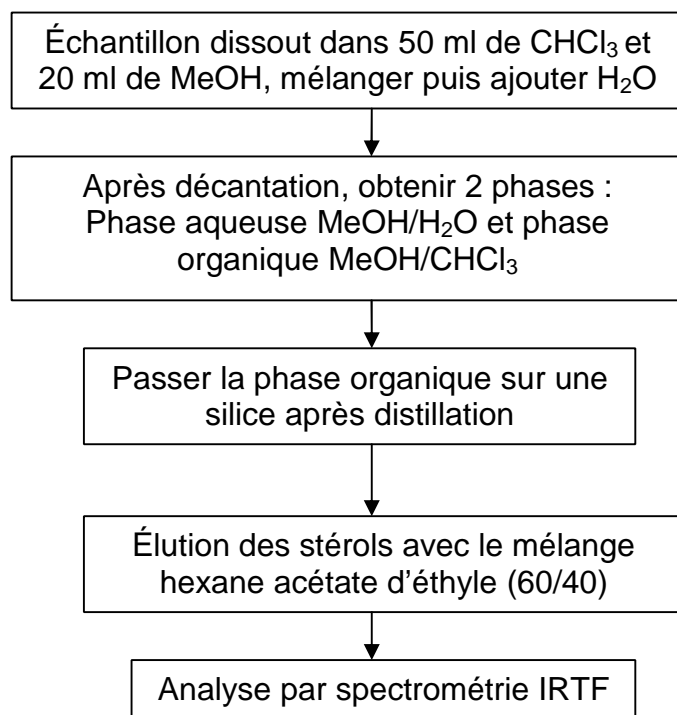 Échantillon dissout dans 50 ml de CHCl₃ et
20 ml de MeOH, mélanger puis ajouter H₂O
Après décantation, obtenir 2 phases :
Phase aqueuse MeOH/H₂O et phase
organique MeOH/CHCl₃
Passer la phase organique sur une
silice après distillation
Élution des stérols avec le mélange
hexane acétate d'éthyle (60/40)
Analyse par spectrométrie IRTF